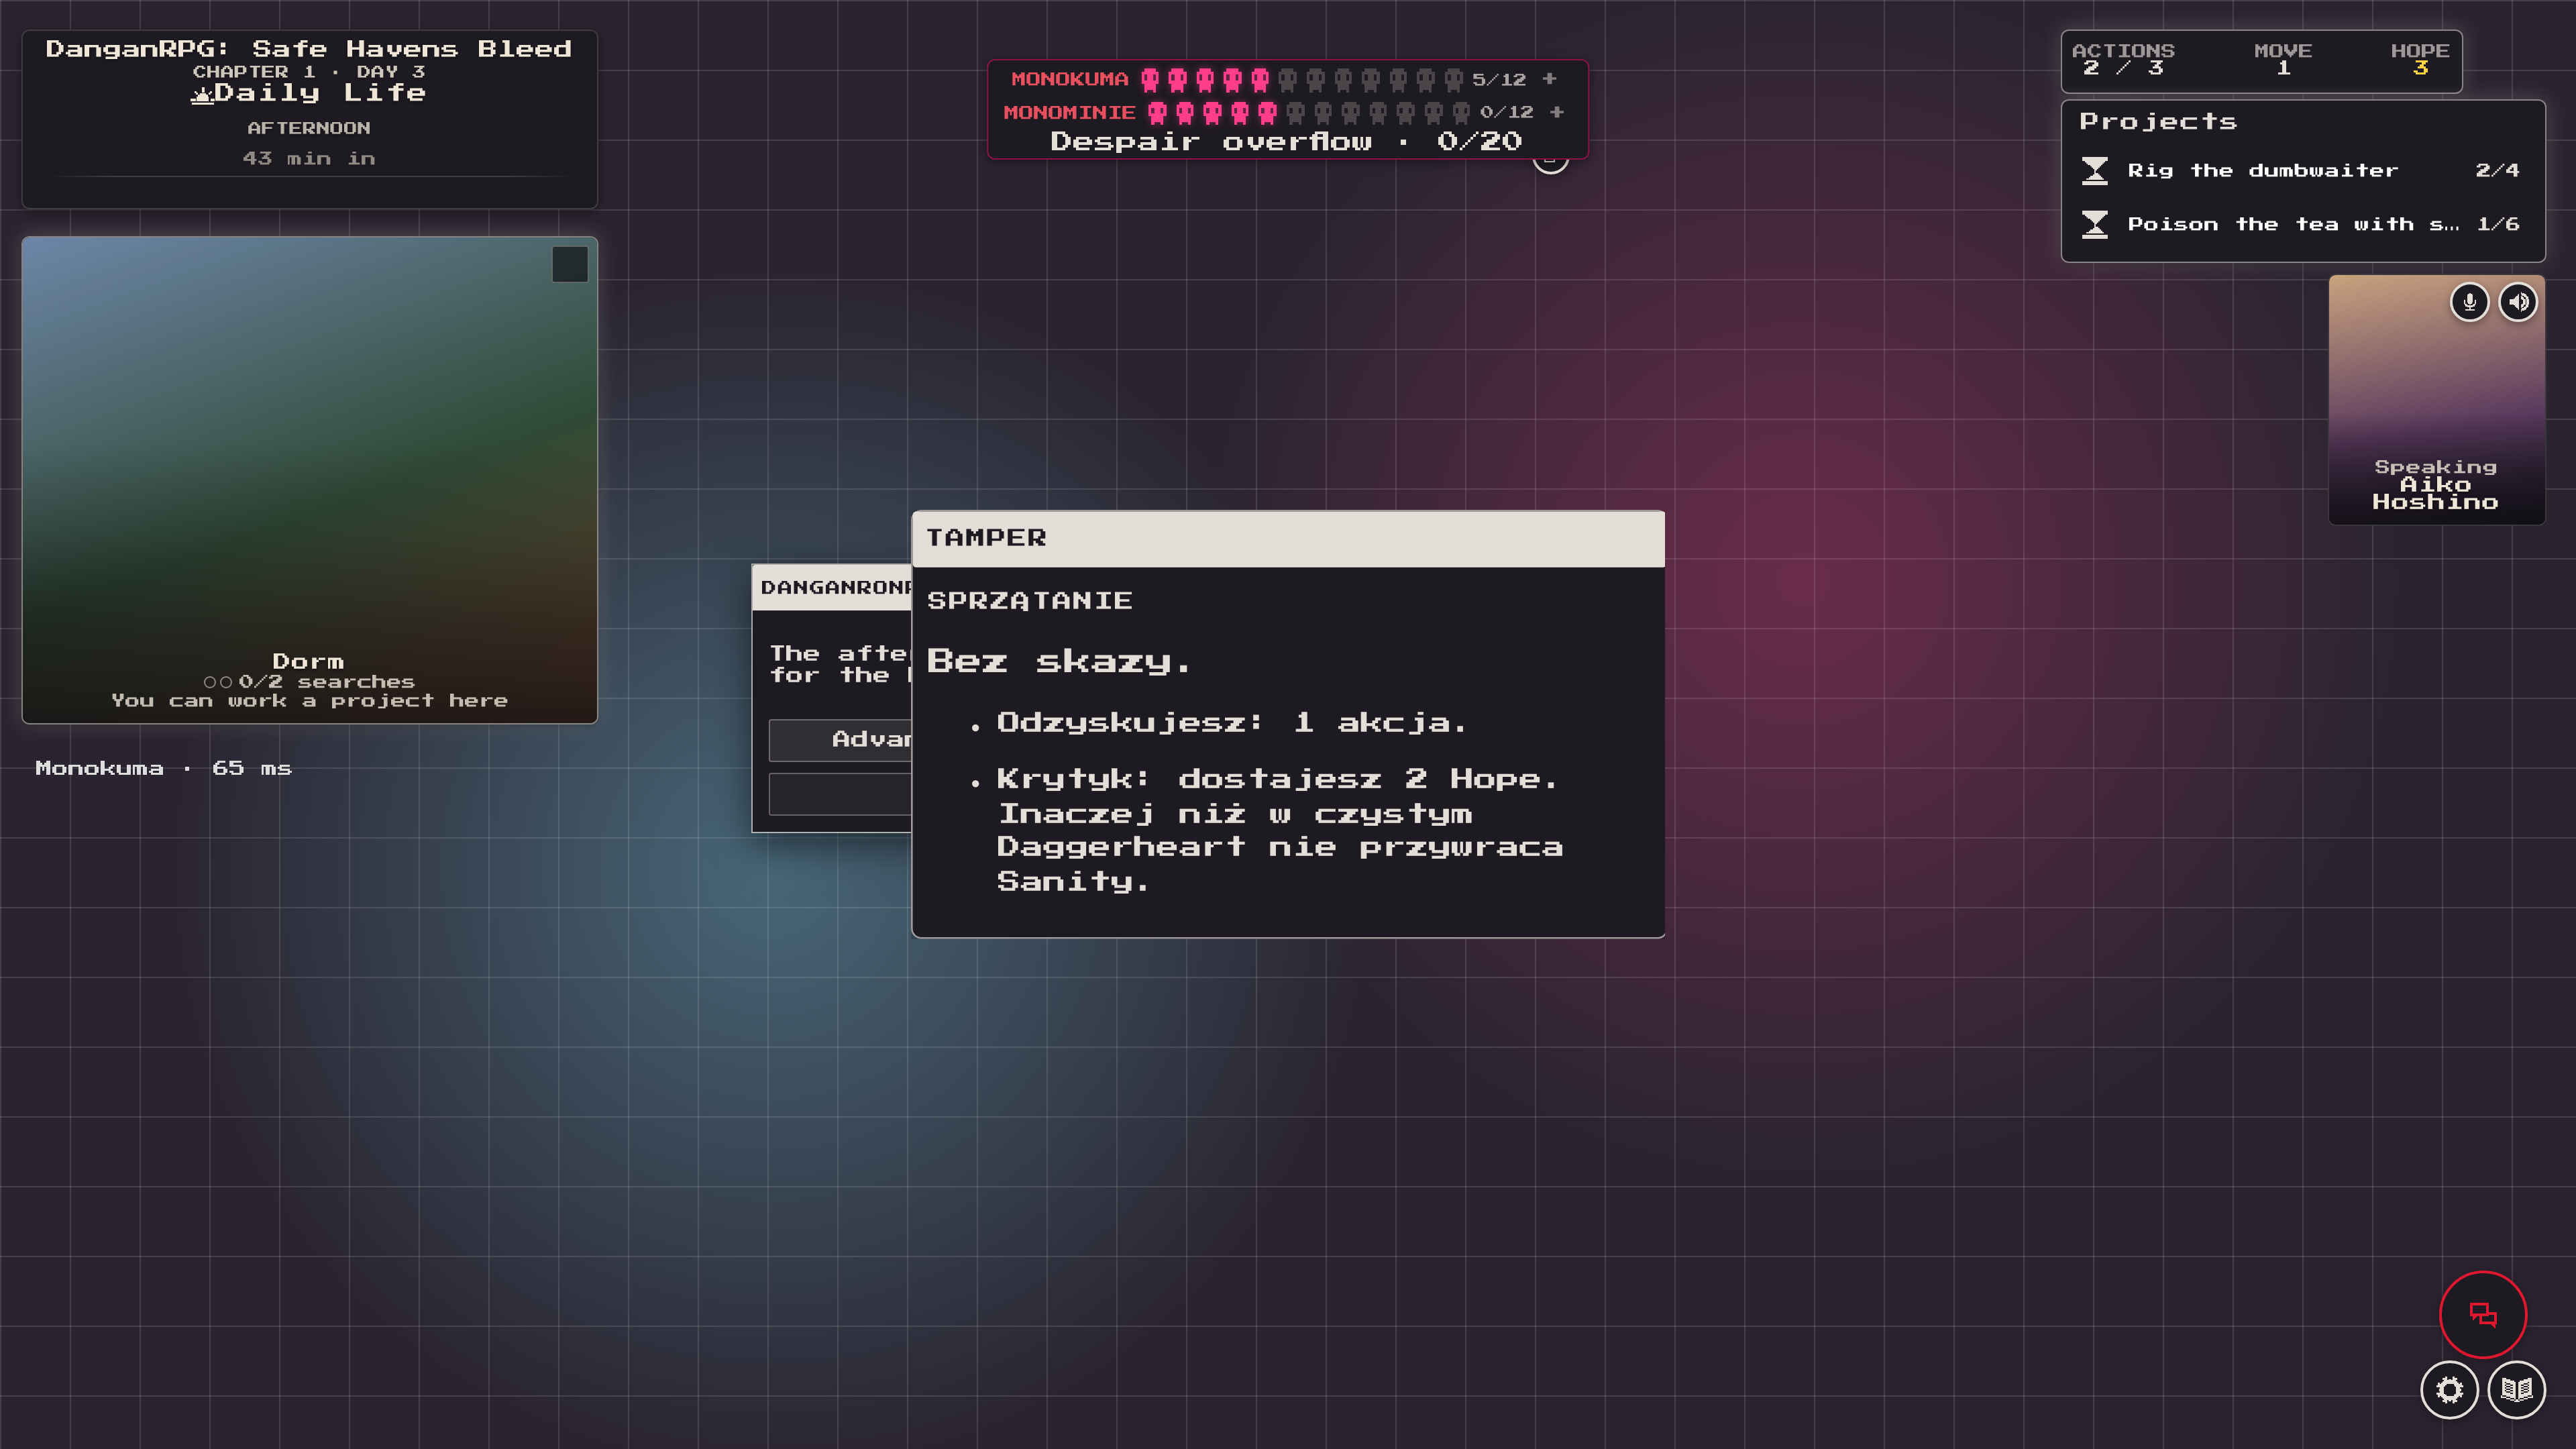 DanganRPG: Safe Havens Bleed
CHAPTER 1 · DAY 3
Daily Life
AFTERNOON
43 min in
MONOKUMA 5/12 +
MONOMINIE 0/12 +
Despair overflow · 0/20
ACTIONS MOVE HOPE
2 / 3 1 3
Projects
Rig the dumbwaiter 2/4
Poison the tea with s… 1/6
Speaking
Aiko
Hoshino
Dorm
0/2 searches
You can work a project here
Monokuma · 65 ms
The
for the
TAMPER
SPRZĄTANIE
Bez skazy.
• Odzyskujesz: 1 akcja.
• Krytyk: dostajesz 2 Hope.
Inaczej niż w czystym
Daggerheart nie przywraca
Sanity.